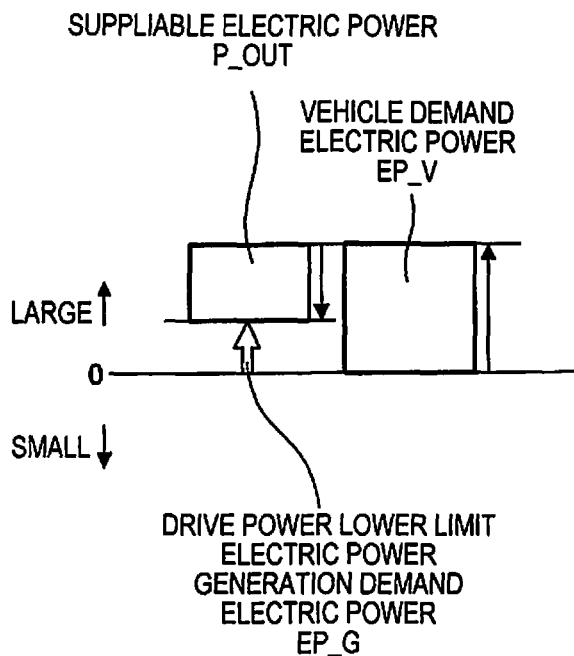 SUPPLIABLE ELECTRIC POWER
P_OUT
VEHICLE DEMAND
ELECTRIC POWER
EP_V
LARGE
0
SMALL
DRIVE POWER LOWER LIMIT
ELECTRIC POWER
GENERATION DEMAND
ELECTRIC POWER
EP_G